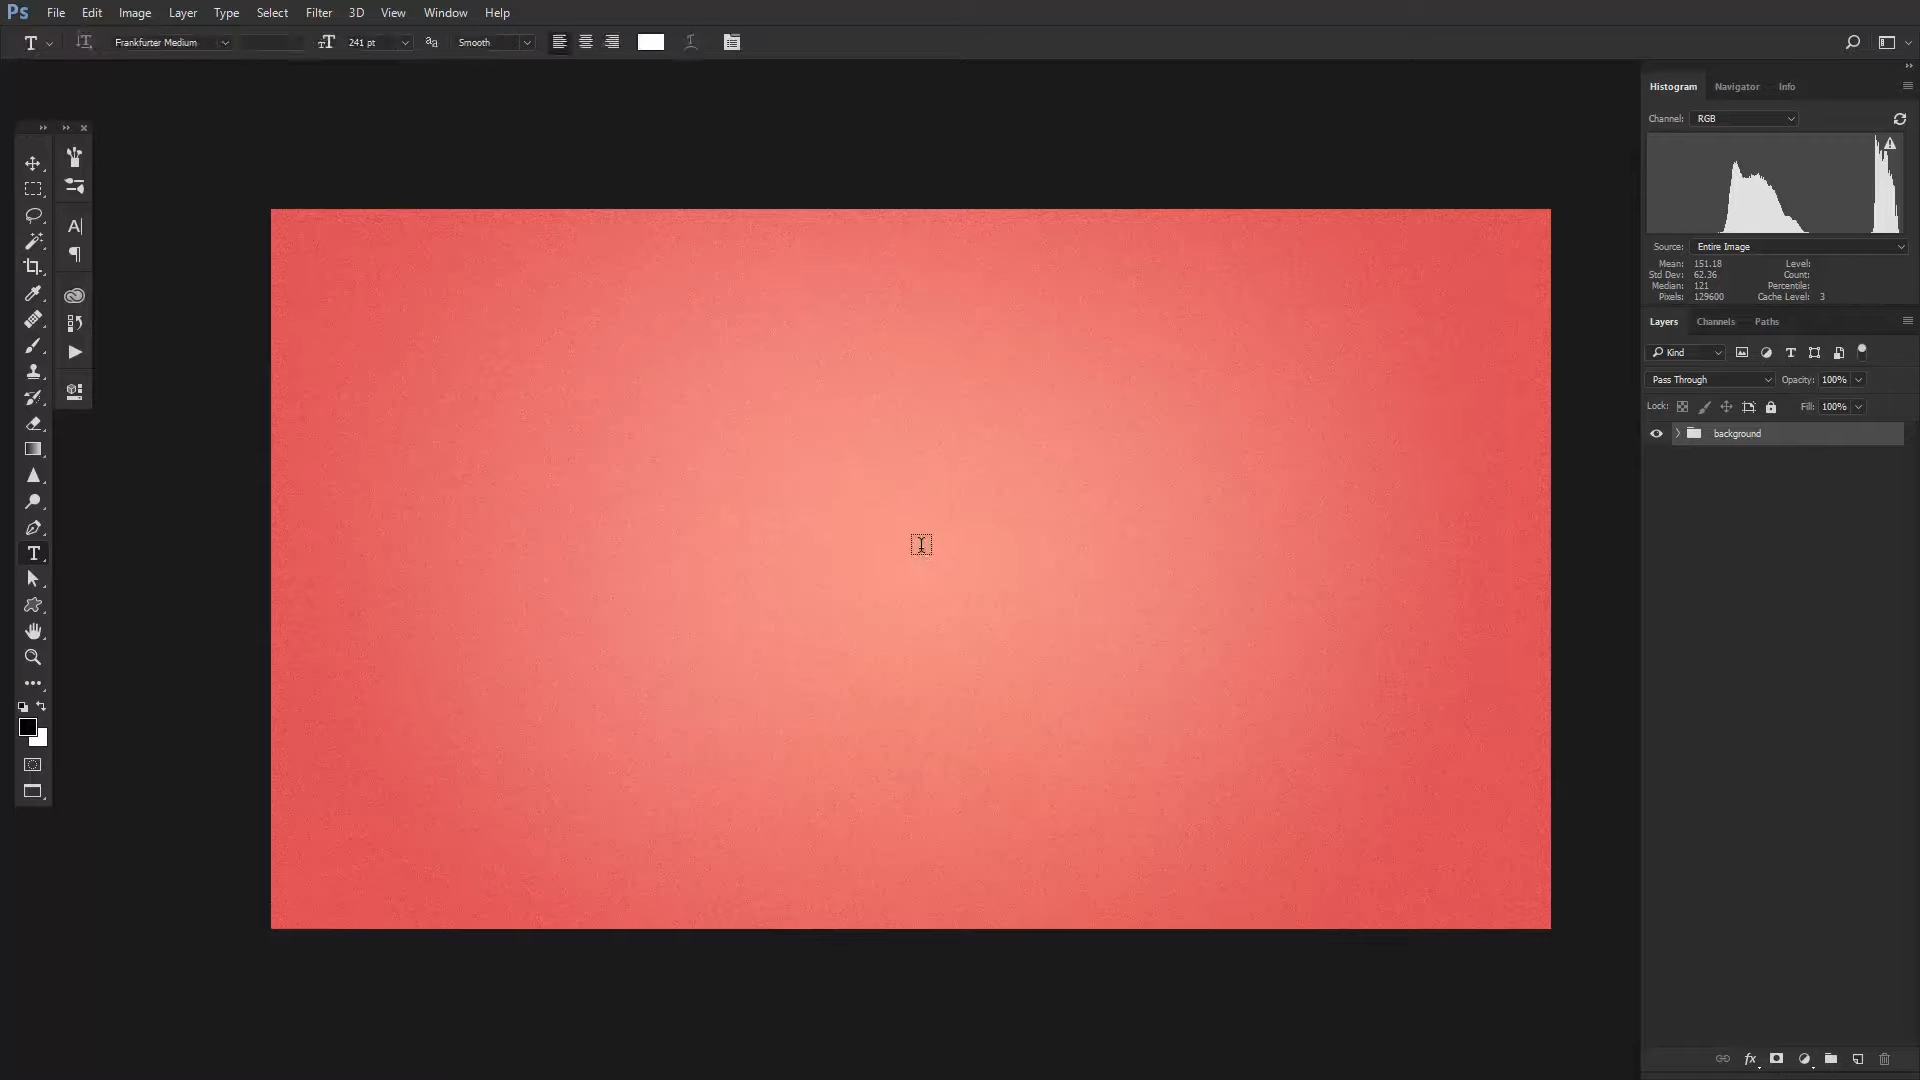 Ps File Edit Image Layer Type Select Filter 3D View Window Help
T Frankfurter Medium 241 pt aa Smooth
Histogram Navigator Info
Channel: RGB
Source: Entire Image
Mean: 151.18 Level:
Std Dev: 62.36 Count:
Median: 121 Percentile:
Pixels: 129600 Cache Level: 3
Layers Channels Paths
Kind
Pass Through Opacity: 100%
Lock: Fill: 100%
background
fx